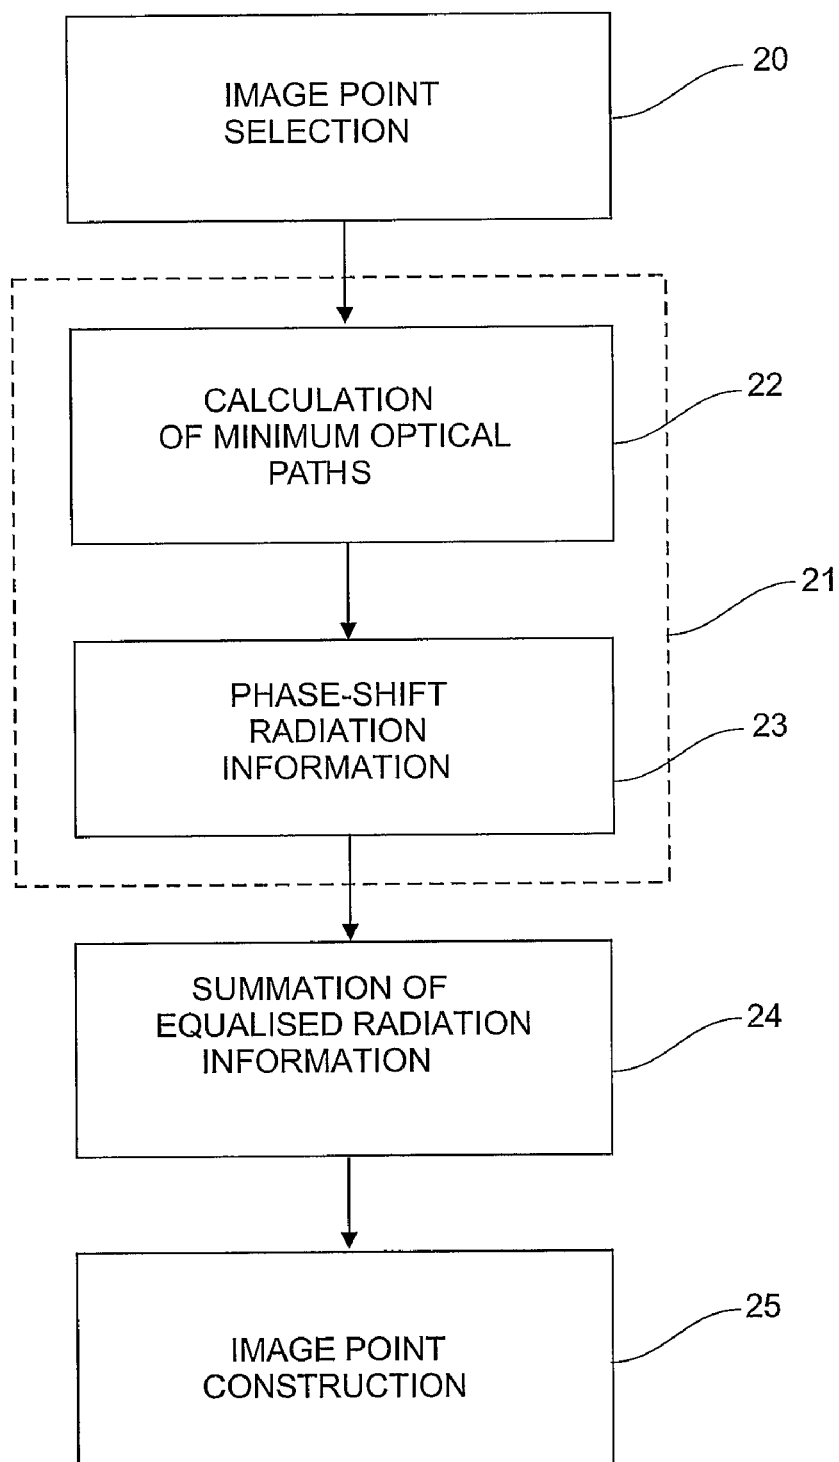 IMAGE POINT
SELECTION
20
CALCULATION
OF MINIMUM OPTICAL
PATHS
22
21
PHASE-SHIFT
RADIATION
INFORMATION
23
SUMMATION OF
EQUALISED RADIATION
INFORMATION
24
IMAGE POINT
CONSTRUCTION
25